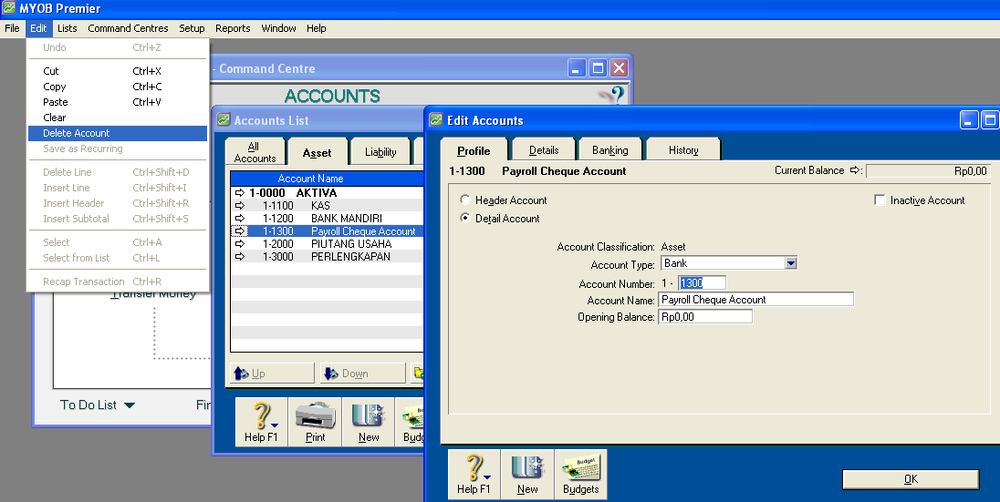 MYOB Premier
File Edit Lists Command Centres Setup Reports Window Help
Undo Ctrl+Z
Cut Ctrl+X
Copy Ctrl+C
Paste Ctrl+V
Clear
Delete Account
Save as Recurring
Delete Line Ctrl+Shift+D
Insert Line Ctrl+Shift+I
Insert Header Ctrl+Shift+R
Insert Subtotal Ctrl+Shift+S
Select Ctrl+A
Select from List Ctrl+L
Recap Transaction Ctrl+R
- Command Centre
ACCOUNTS
Transfer Money
To Do List
Accounts List
All Accounts Asset Liability
Account Name
1-0000 AKTIVA
1-1100 KAS
1-1200 BANK MANDIRI
1-1300 Payroll Cheque Account
1-2000 PIUTANG USAHA
1-3000 PERLENGKAPAN
Up Down
Help F1 Print New
Edit Accounts
Profile Details Banking History
1-1300 Payroll Cheque Account Current Balance : Rp0,00
Header Account Inactive Account
Detail Account
Account Classification: Asset
Account Type: Bank
Account Number: 1 - 1300
Account Name: Payroll Cheque Account
Opening Balance: Rp0,00
Help F1 New Budgets
OK